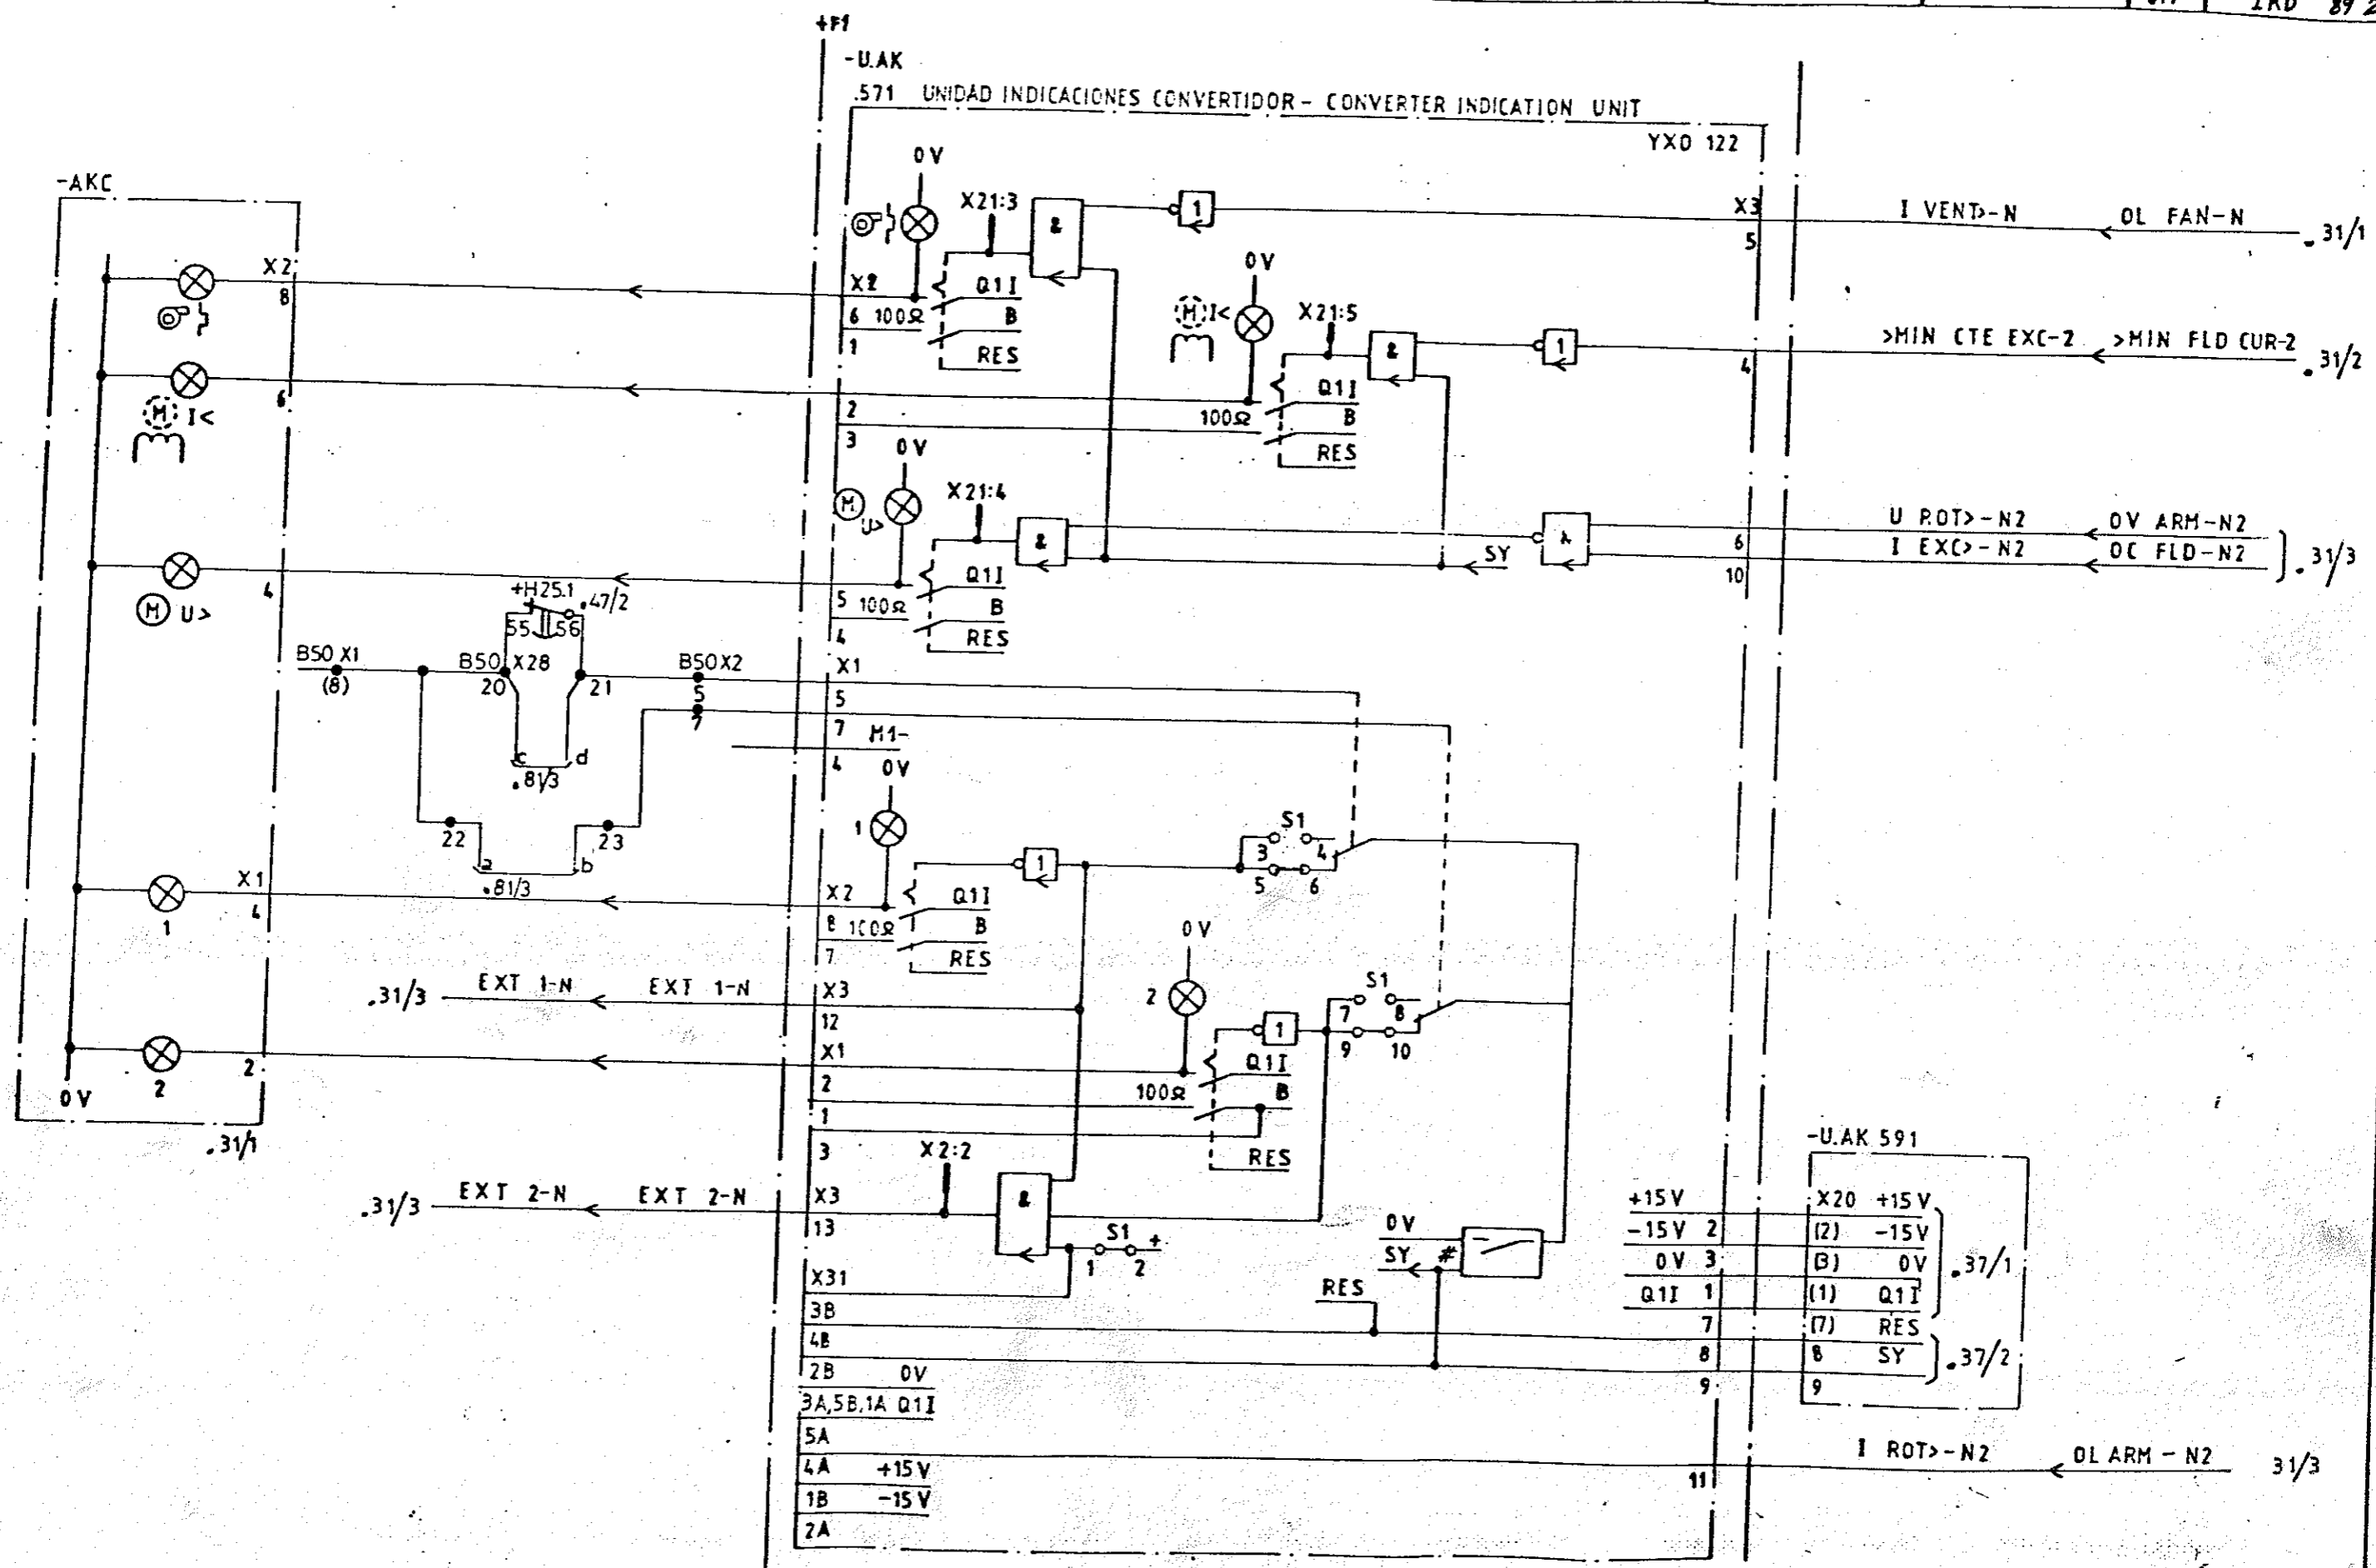 IKD 89 2
+F1
-U.AK
.571 UNIDAD INDICACIONES CONVERTIDOR - CONVERTER INDICATION UNIT
YXO 122
-AKC
0V
X21:3
&
1
X3
5
I VENT>-N
OL FAN-N
.31/1
X2
8
X2
6
100Ω
Q1I
B
1
RES
0V
I<
X21:5
&
1
4
>MIN CTE EXC-2
>MIN FLD CUR-2
.31/2
6
M
I<
2
3
100Ω
Q1I
B
RES
0V
M
U>
X21:4
&
SY
&
6
10
U ROT>-N2
OV ARM-N2
I EXC>-N2
OC FLD-N2
.31/3
4
M U>
5
100Ω
Q1I
B
4
RES
+H25.1
.47/2
55
56
B50 X1
(8)
B50
X28
20
21
B50X2
5
7
X1
5
7
M1-
4
c
d
.81/3
22
23
a
b
.81/3
0V
1
1
S1
3
4
5
6
1
X1
4
X2
8
100Ω
Q1I
B
7
RES
.31/3
EXT 1-N
EXT 1-N
X3
12
0V
2
1
S1
7
8
9
10
2
2
X1
2
100Ω
Q1I
B
1
3
RES
0V
.31/1
.31/3
EXT 2-N
EXT 2-N
X3
13
X2:2
&
S1
1
2
+
0V
SY
#
RES
X31
3B
4B
2B 0V
3A,5B,1A Q1I
5A
4A +15V
1B -15V
2A
-U.AK 591
+15V
X20 +15V
-15V 2
(2) -15V
0V 3
(3) 0V
.37/1
Q1I 1
(1) Q1I
7
(7) RES
8
8 SY
.37/2
9
9
11
I ROT>-N2
OL ARM - N2
31/3